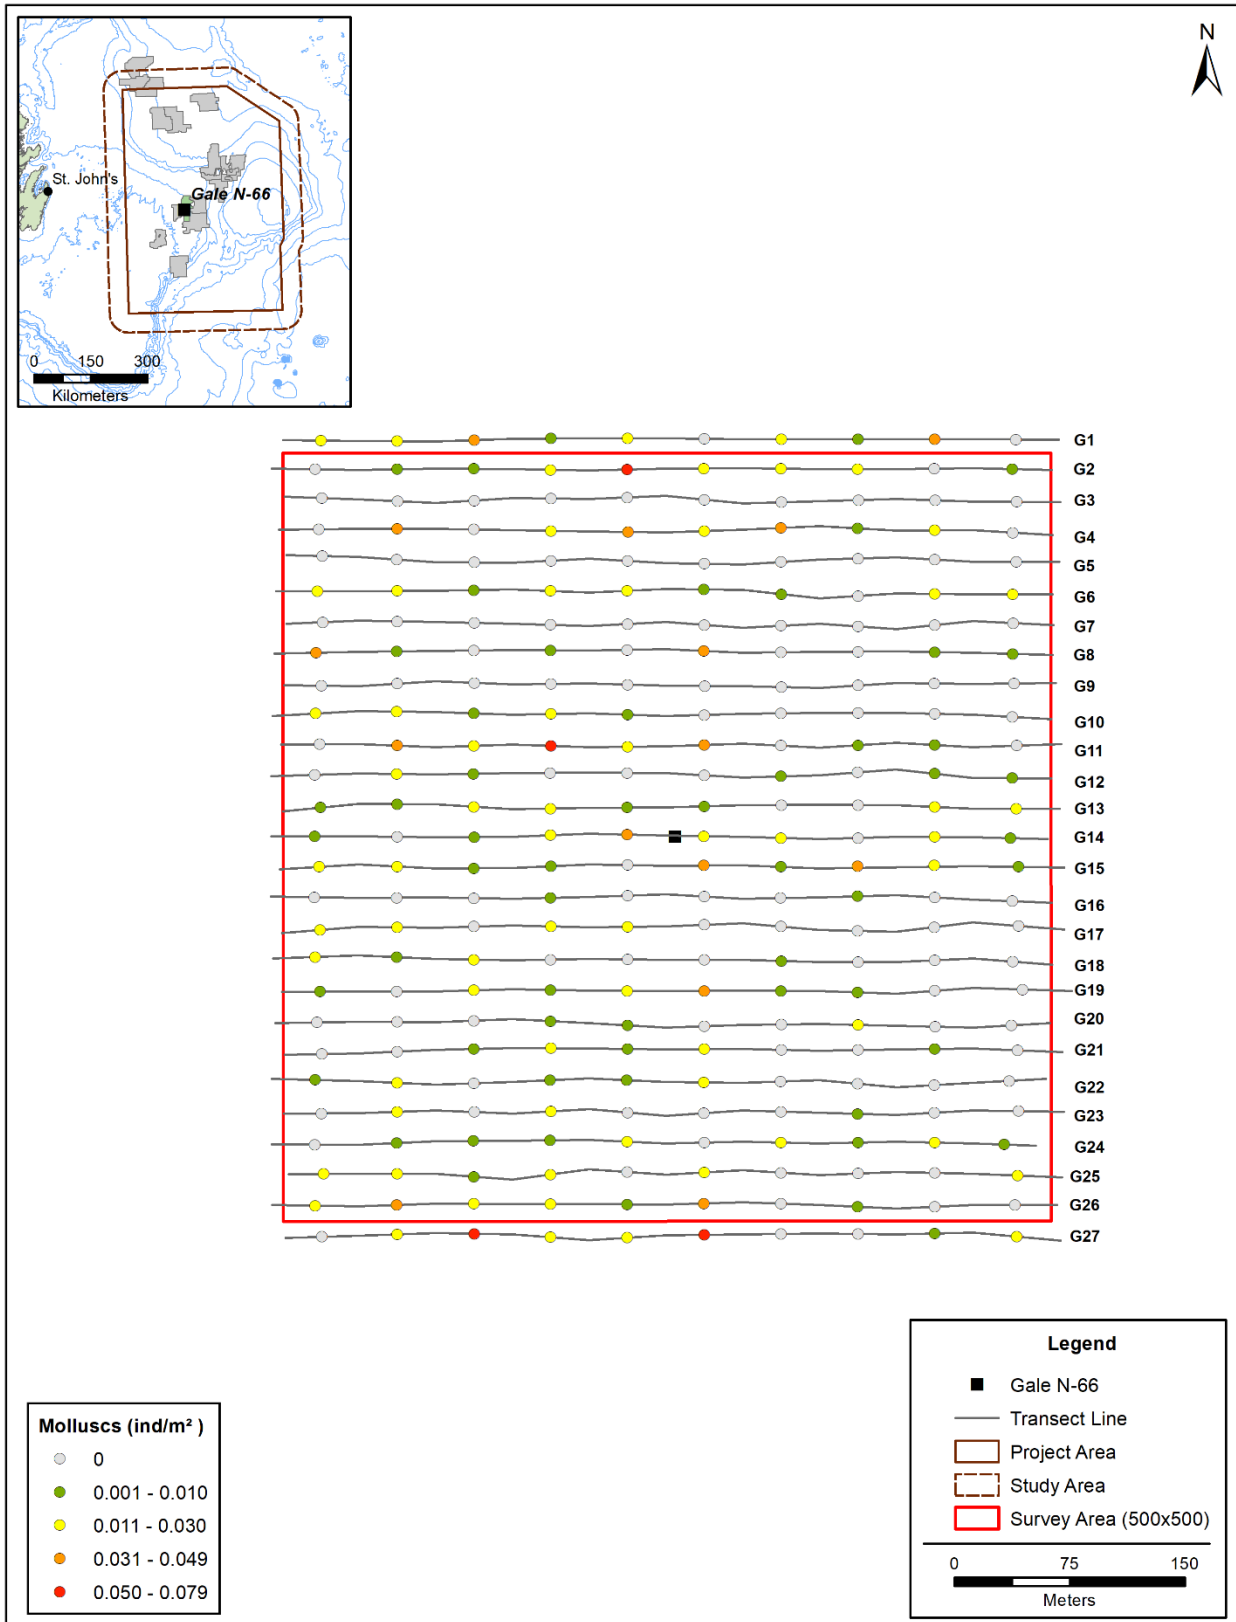 N
St. John's
Gale N-66
0 150 300
Kilometers
G1
G2
G3
G4
G5
G6
G7
G8
G9
G10
G11
G12
G13
G14
G15
G16
G17
G18
G19
G20
G21
G22
G23
G24
G25
G26
G27
Molluscs (ind/m² )
0
0.001 - 0.010
0.011 - 0.030
0.031 - 0.049
0.050 - 0.079
Legend
Gale N-66
Transect Line
Project Area
Study Area
Survey Area (500x500)
0 75 150
Meters